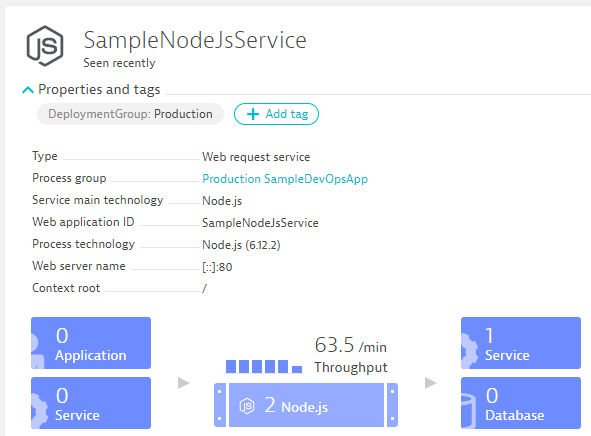 JS
SampleNodeJsService
Seen recently
Properties and tags
DeploymentGroup: Production
+ Add tag
Type Web request service
Process group Production SampleDevOpsApp
Service main technology Node.js
Web application ID SampleNodeJsService
Process technology Node.js (6.12.2)
Web server name [::]:80
Context root /
0
Application
0
Service
63.5 /min
Throughput
JS 2 Node.js
1
Service
0
Database